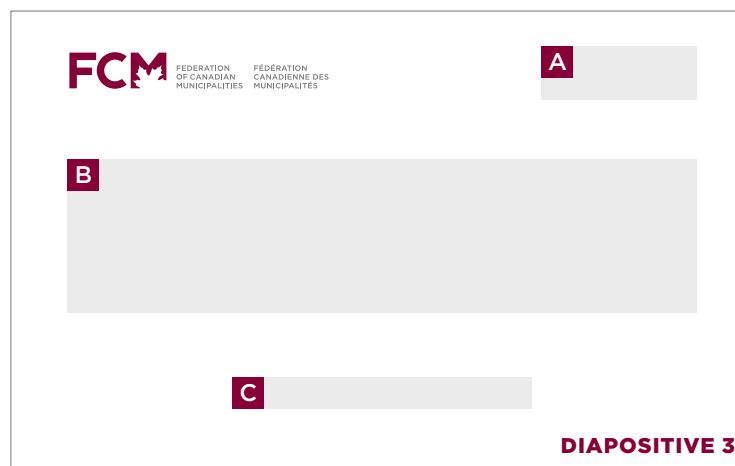 FCM
FEDERATION
OF CANADIAN
MUNICIPALITIES
FÉDÉRATION
CANADIENNE DES
MUNICIPALITÉS
A
B
C
DIAPOSITIVE 3